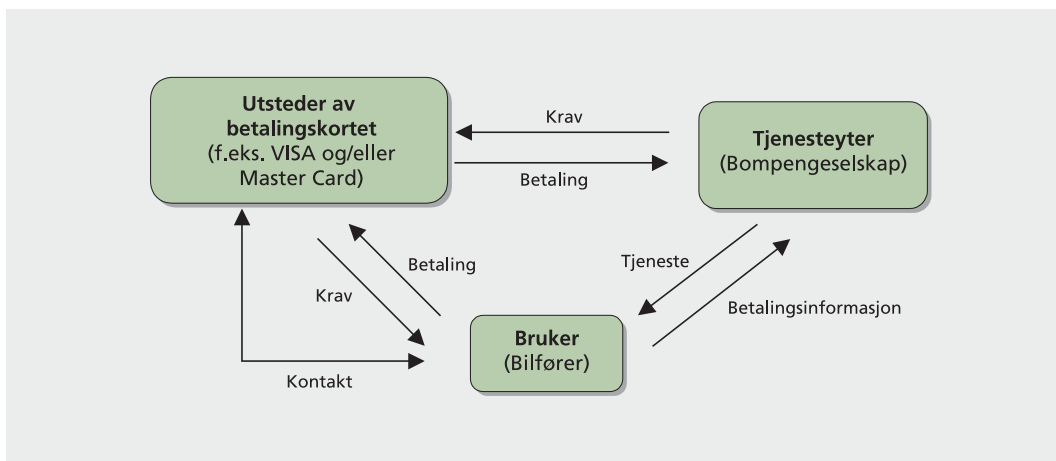 Utsteder av
betalingskortet
(f.eks. VISA og/eller
Master Card)
Krav
Betaling
Tjenesteyter
(Bompengeselskap)
Betaling
Krav
Tjeneste
Betalingsinformasjon
Bruker
(Bilfører)
Kontakt